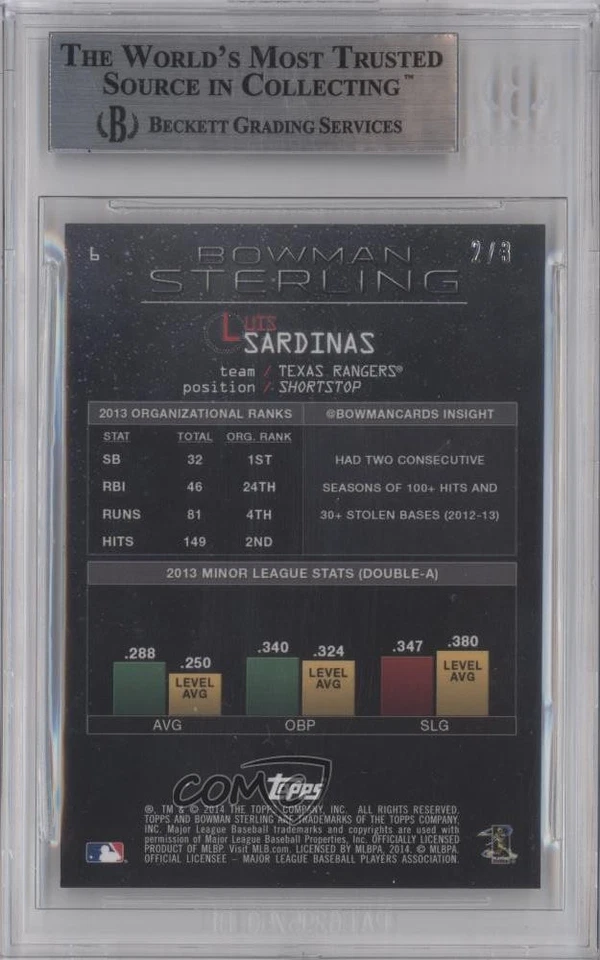 THE WORLD'S MOST TRUSTED
SOURCE IN COLLECTING™
(B) BECKETT GRADING SERVICES
6 BOWMAN 2/3
STERLING
LUIS
SARDINAS
team / TEXAS RANGERS®
position / SHORTSTOP
2013 ORGANIZATIONAL RANKS @BOWMANCARDS INSIGHT
STAT TOTAL ORG. RANK
SB 32 1ST
RBI 46 24TH
RUNS 81 4TH
HITS 149 2ND
HAD TWO CONSECUTIVE
SEASONS OF 100+ HITS AND
30+ STOLEN BASES (2012-13)
2013 MINOR LEAGUE STATS (DOUBLE-A)
.288 .250 .340 .324 .347 .380
LEVEL AVG LEVEL AVG LEVEL AVG
AVG OBP SLG
COMC
Topps
®, TM & © 2014 THE TOPPS COMPANY, INC. ALL RIGHTS RESERVED.
TOPPS AND BOWMAN STERLING ARE TRADEMARKS OF THE TOPPS COMPANY,
INC. Major League Baseball trademarks and copyrights are used with
permission of Major League Baseball Properties, Inc. OFFICIALLY LICENSED
PRODUCT OF MLBP. Visit MLB.com. LICENSED BY MLBPA, 2014. © MLBPA.
OFFICIAL LICENSEE – MAJOR LEAGUE BASEBALL PLAYERS ASSOCIATION.